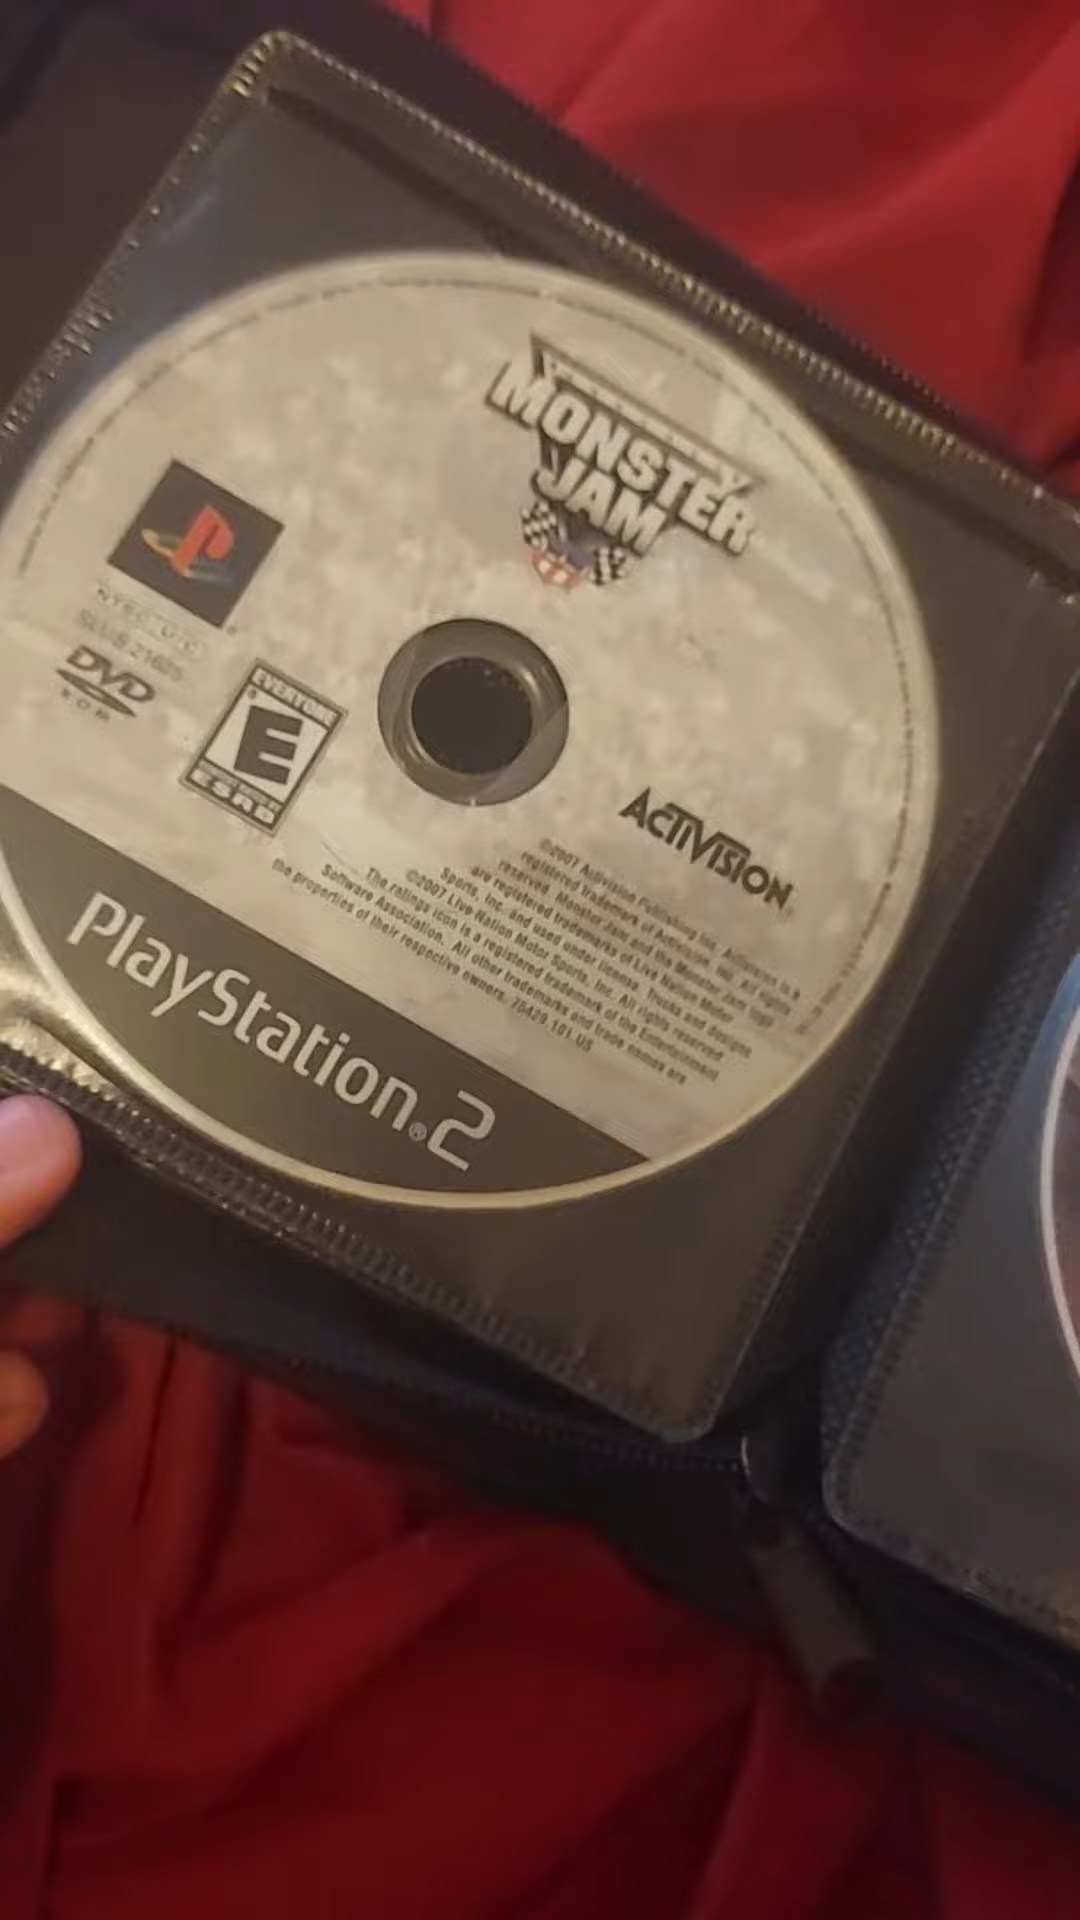 MONSTER
JAM
NTSC U/C
DVD
ROM
EVERYONE
E
ESRB
ACTIVISION
©2007 Activision Publishing, Inc. Activision is a
registered trademark of Activision, Inc. All rights
reserved. Monster Jam and the Monster Jam logo
are registered trademarks of Live Nation Motor
Sports, Inc. and used under license. Trucks and designs
©2007 Live Nation Motor Sports, Inc. All rights reserved.
The ratings icon is a registered trademark of the Entertainment
Software Association. All other trademarks and trade names are
the properties of their respective owners. 76429.101.US
PlayStation®2